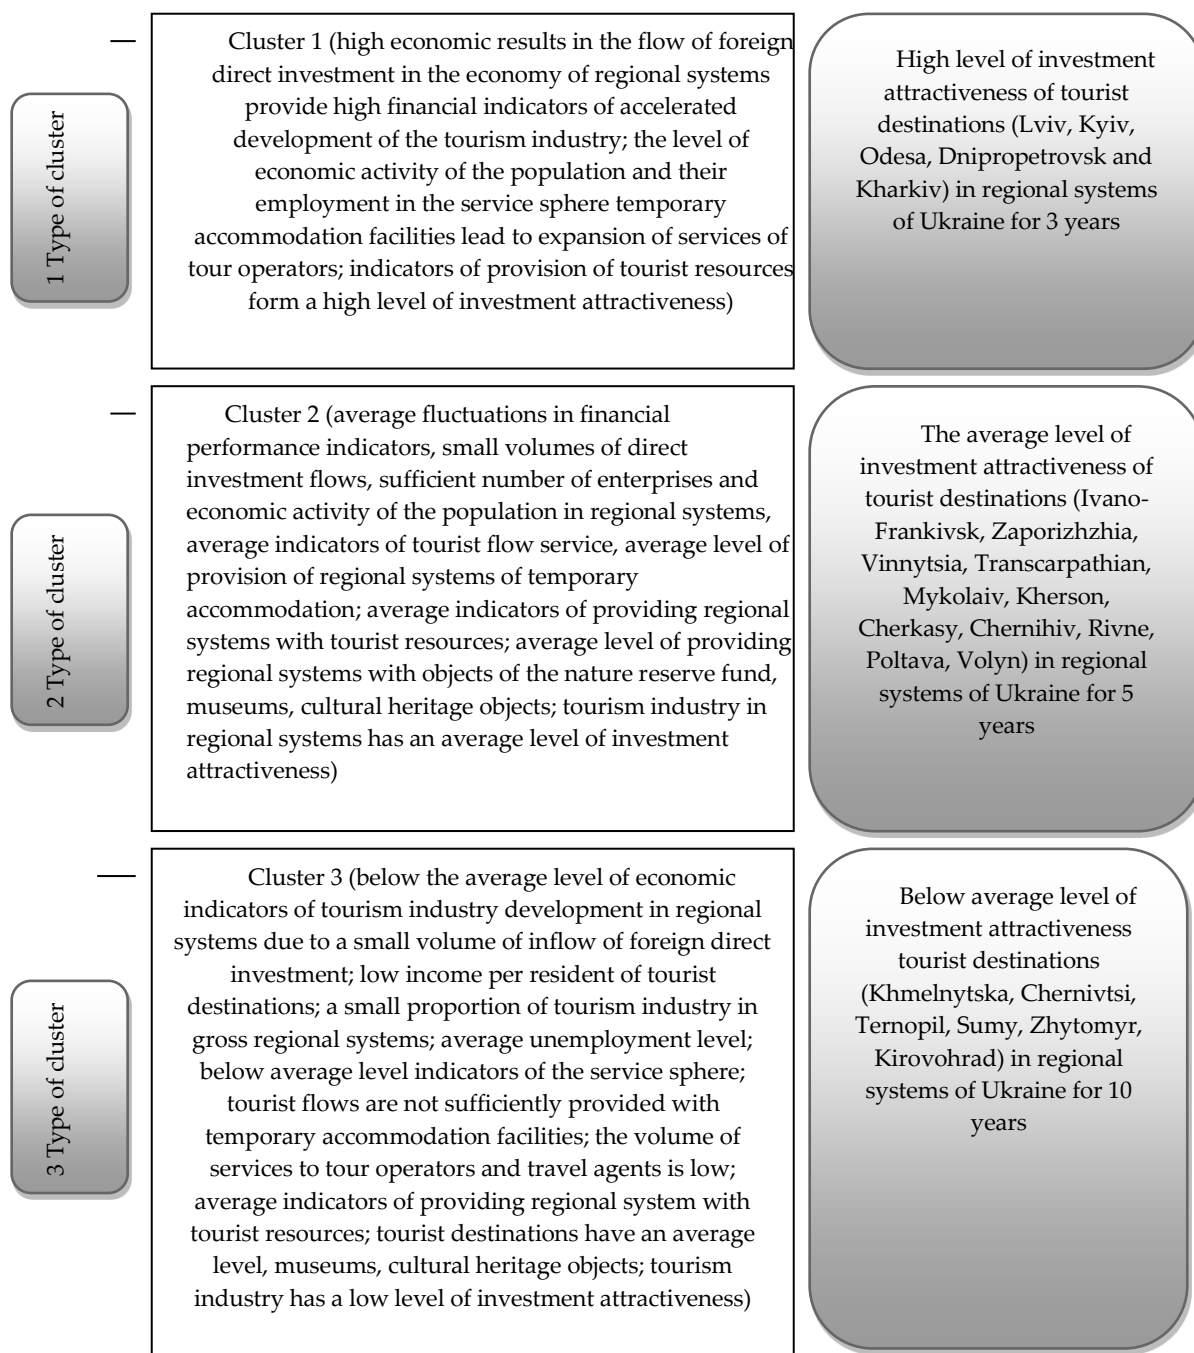 1 Type of cluster
Cluster 1 (high economic results in the flow of foreign
direct investment in the economy of regional systems
provide high financial indicators of accelerated
development of the tourism industry; the level of
economic activity of the population and their
employment in the service sphere temporary
accommodation facilities lead to expansion of services of
tour operators; indicators of provision of tourist resources
form a high level of investment attractiveness)
High level of investment
attractiveness of tourist
destinations (Lviv, Kyiv,
Odesa, Dnipropetrovsk and
Kharkiv) in regional systems
of Ukraine for 3 years
2 Type of cluster
Cluster 2 (average fluctuations in financial
performance indicators, small volumes of direct
investment flows, sufficient number of enterprises and
economic activity of the population in regional systems,
average indicators of tourist flow service, average level of
provision of regional systems of temporary
accommodation; average indicators of providing regional
systems with tourist resources; average level of providing
regional systems with objects of the nature reserve fund,
museums, cultural heritage objects; tourism industry in
regional systems has an average level of investment
attractiveness)
The average level of
investment attractiveness of
tourist destinations (Ivano-
Frankivsk, Zaporizhzhia,
Vinnytsia, Transcarpathian,
Mykolaiv, Kherson,
Cherkasy, Chernihiv, Rivne,
Poltava, Volyn) in regional
systems of Ukraine for 5
years
3 Type of cluster
Cluster 3 (below the average level of economic
indicators of tourism industry development in regional
systems due to a small volume of inflow of foreign direct
investment; low income per resident of tourist
destinations; a small proportion of tourism industry in
gross regional systems; average unemployment level;
below average level indicators of the service sphere;
tourist flows are not sufficiently provided with
temporary accommodation facilities; the volume of
services to tour operators and travel agents is low;
average indicators of providing regional system with
tourist resources; tourist destinations have an average
level, museums, cultural heritage objects; tourism
industry has a low level of investment attractiveness)
Below average level of
investment attractiveness
tourist destinations
(Khmelnytska, Chernivtsi,
Ternopil, Sumy, Zhytomyr,
Kirovohrad) in regional
systems of Ukraine for 10
years